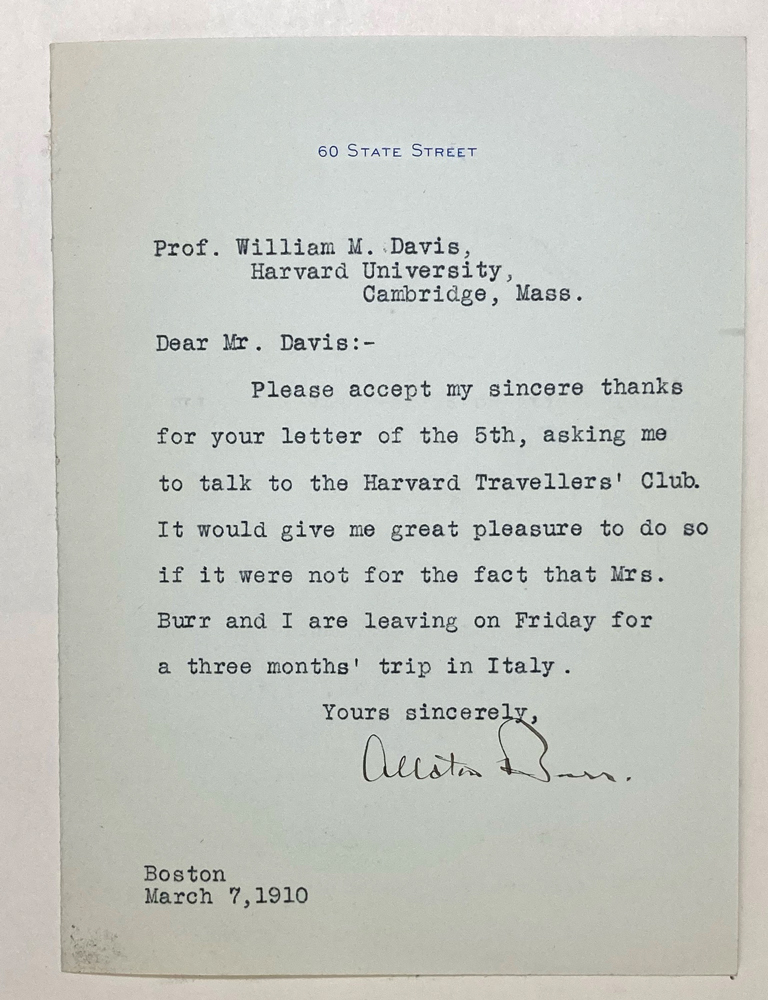 60 STATE STREET
Prof. William M. Davis,
Harvard University,
Cambridge, Mass.
Dear Mr. Davis:-
Please accept my sincere thanks
for your letter of the 5th, asking me
to talk to the Harvard Travellers' Club.
It would give me great pleasure to do so
if it were not for the fact that Mrs.
Burr and I are leaving on Friday for
a three months' trip in Italy.
Yours sincerely,
Allston Burr.
Boston
March 7,1910